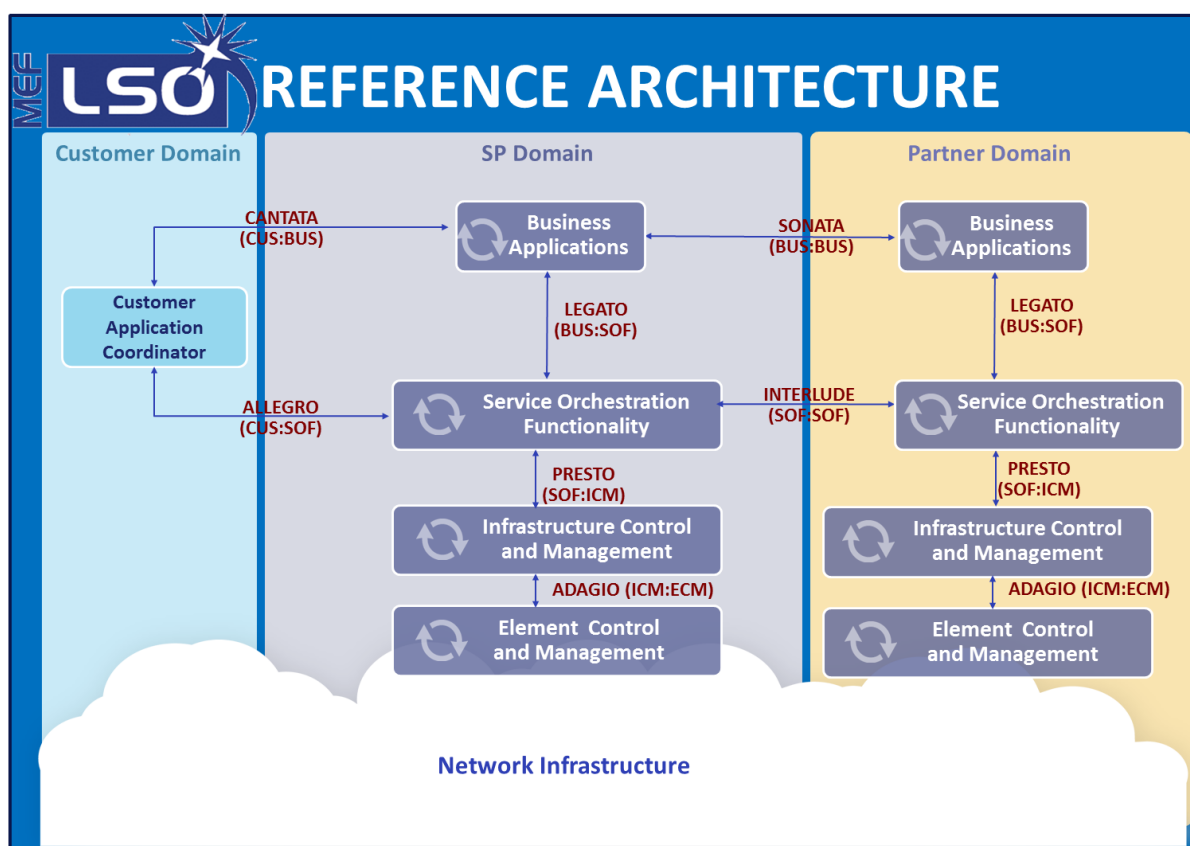 MEF
LSO
REFERENCE ARCHITECTURE
Customer Domain
SP Domain
Partner Domain
CANTATA
(CUS:BUS)
Business
Applications
SONATA
(BUS:BUS)
Business
Applications
Customer
Application
Coordinator
LEGATO
(BUS:SOF)
LEGATO
(BUS:SOF)
ALLEGRO
(CUS:SOF)
Service Orchestration
Functionality
INTERLUDE
(SOF:SOF)
Service Orchestration
Functionality
PRESTO
(SOF:ICM)
PRESTO
(SOF:ICM)
Infrastructure Control
and Management
Infrastructure Control
and Management
ADAGIO (ICM:ECM)
ADAGIO (ICM:ECM)
Element Control
and Management
Element Control
and Management
Network Infrastructure